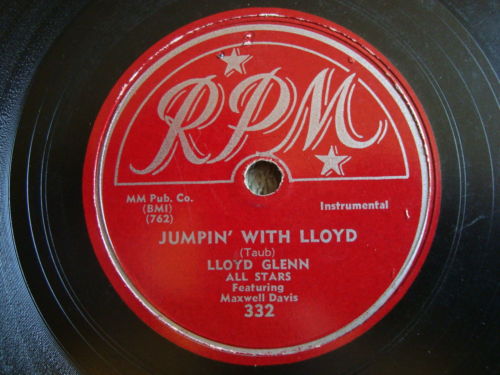 RPM
MM Pub. Co.
(BMI)
(762)
Instrumental
JUMPIN' WITH LLOYD
(Taub)
LLOYD GLENN
ALL STARS
Featuring
Maxwell Davis
332